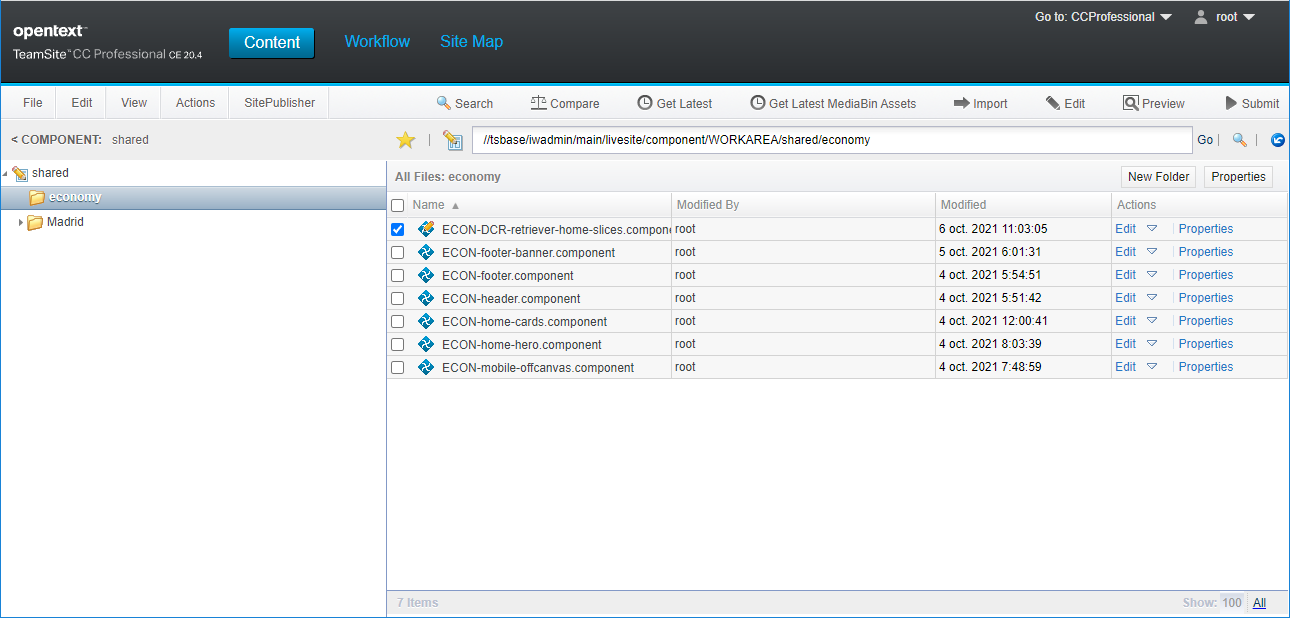 opentext™
Go to: CCProfessional root
TeamSite™ CC Professional CE 20.4
Content Workflow Site Map
File Edit View Actions SitePublisher Search Compare Get Latest Get Latest MediaBin Assets Import Edit Preview Submit
< COMPONENT: shared //tsbase/iwadmin/main/livesite/component/WORKAREA/shared/economy Go
shared
economy
Madrid
All Files: economy New Folder Properties
Name Modified By Modified Actions
ECON-DCR-retriever-home-slices.compone root 6 oct. 2021 11:03:05 Edit Properties
ECON-footer-banner.component root 5 oct. 2021 6:01:31 Edit Properties
ECON-footer.component root 4 oct. 2021 5:54:51 Edit Properties
ECON-header.component root 4 oct. 2021 5:51:42 Edit Properties
ECON-home-cards.component root 4 oct. 2021 12:00:41 Edit Properties
ECON-home-hero.component root 4 oct. 2021 8:03:39 Edit Properties
ECON-mobile-offcanvas.component root 4 oct. 2021 7:48:59 Edit Properties
7 Items Show: 100 All